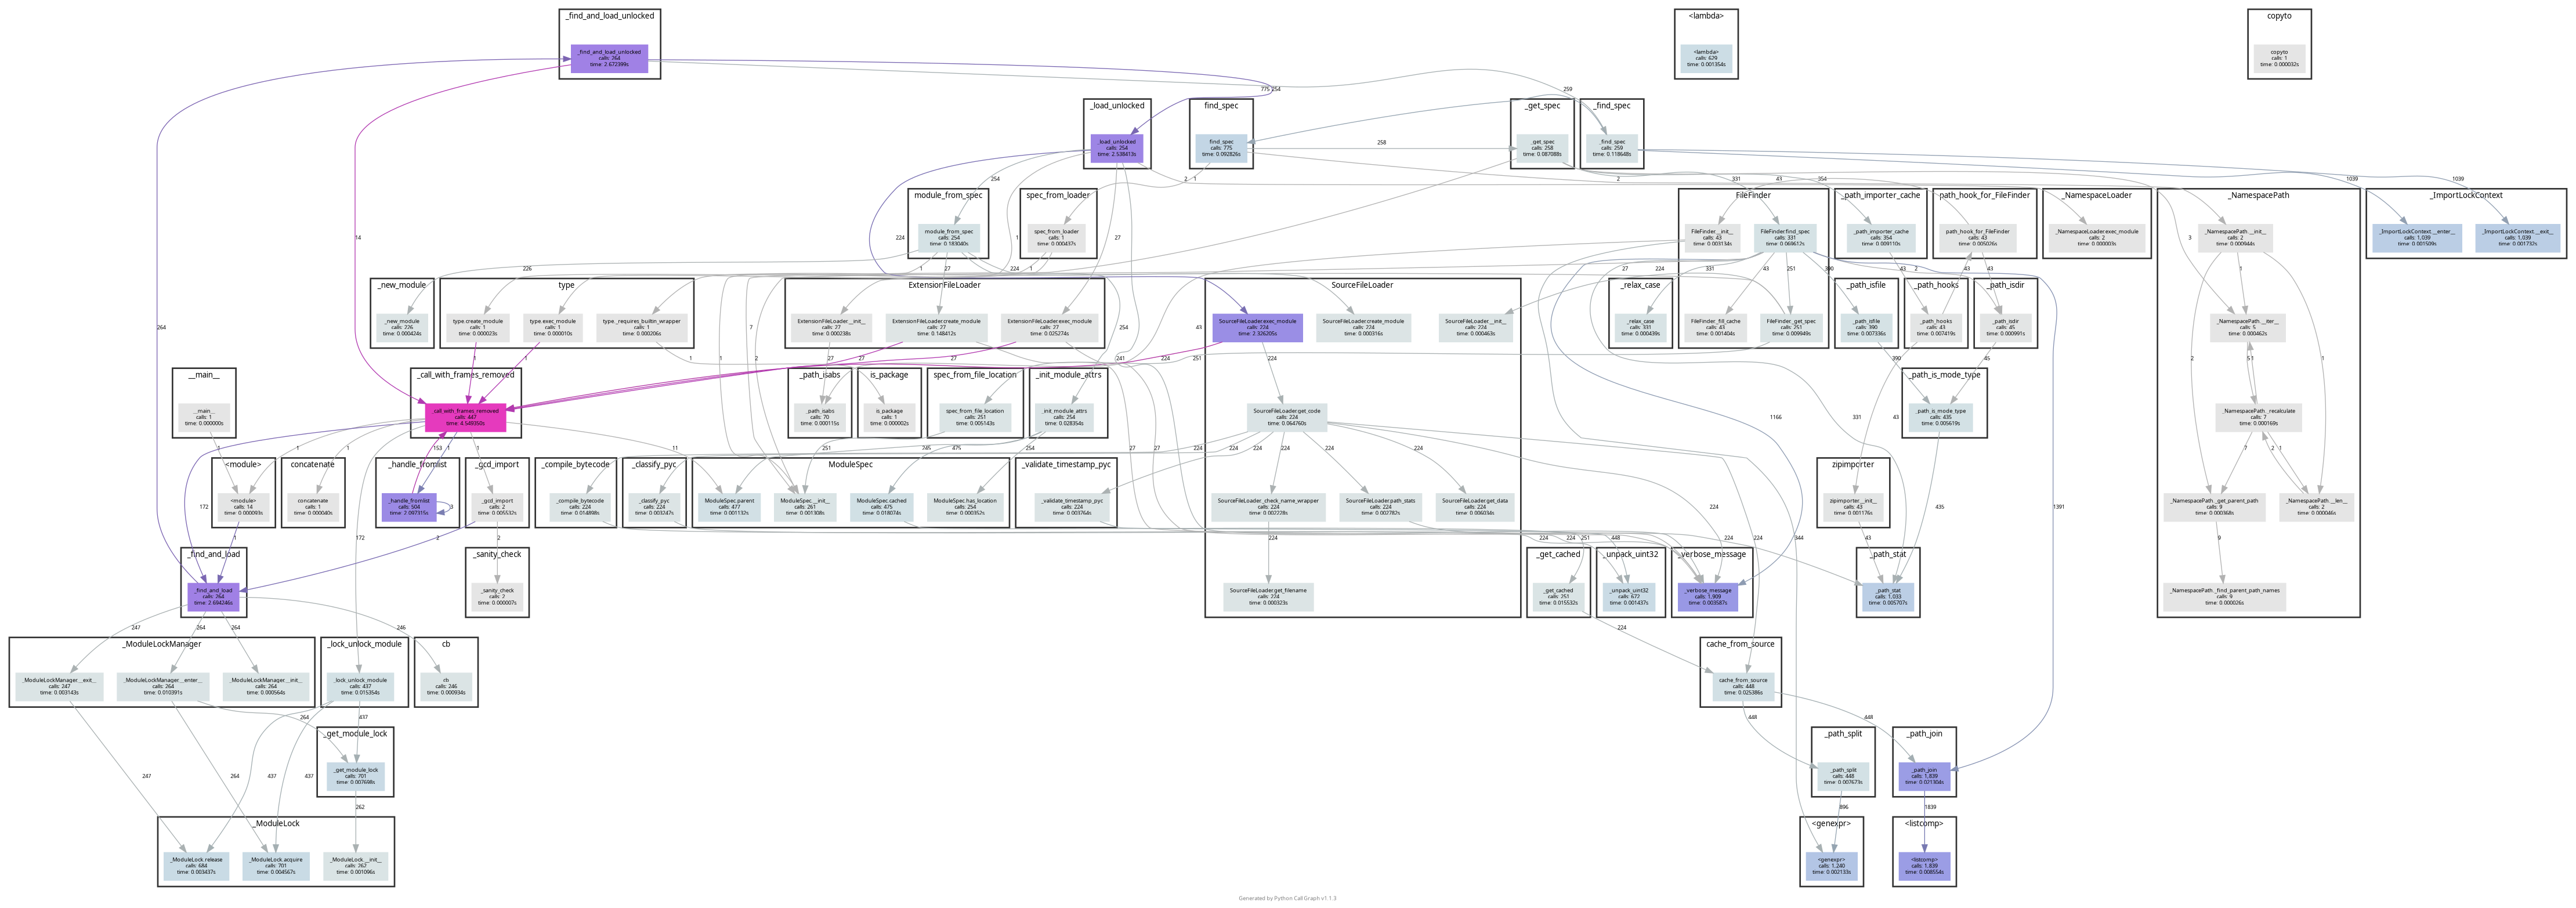 _find_and_load_unlocked
<lambda>
copyto
_find_and_load_unlocked
calls: 264
time: 2.672399s
<lambda>
calls: 629
time: 0.001354s
copyto
calls: 1
time: 0.000032s
775
254
259
_load_unlocked
find_spec
_get_spec
_find_spec
_load_unlocked
calls: 254
time: 2.538413s
find_spec
calls: 775
time: 0.092826s
258
_get_spec
calls: 258
time: 0.087088s
_find_spec
calls: 259
time: 0.118648s
module_from_spec
spec_from_loader
FileFinder
_path_importer_cache
path_hook_for_FileFinder
_NamespaceLoader
_NamespacePath
_ImportLockContext
module_from_spec
calls: 254
time: 0.183040s
spec_from_loader
calls: 1
time: 0.000437s
FileFinder.__init__
calls: 43
time: 0.003134s
FileFinder.find_spec
calls: 331
time: 0.069612s
_path_importer_cache
calls: 354
time: 0.009110s
path_hook_for_FileFinder
calls: 43
time: 0.005026s
_NamespaceLoader.exec_module
calls: 2
time: 0.000003s
_NamespacePath.__init__
calls: 2
time: 0.000944s
_ImportLockContext.__enter__
calls: 1,039
time: 0.001509s
_ImportLockContext.__exit__
calls: 1,039
time: 0.001732s
_new_module
type
ExtensionFileLoader
SourceFileLoader
_relax_case
_path_isfile
_path_hooks
_path_isdir
_new_module
calls: 226
time: 0.000424s
type.create_module
calls: 1
time: 0.000023s
type.exec_module
calls: 1
time: 0.000010s
type._requires_builtin_wrapper
calls: 1
time: 0.000206s
ExtensionFileLoader.__init__
calls: 27
time: 0.000238s
ExtensionFileLoader.create_module
calls: 27
time: 0.148412s
ExtensionFileLoader.exec_module
calls: 27
time: 0.025274s
SourceFileLoader.exec_module
calls: 224
time: 2.326205s
SourceFileLoader.create_module
calls: 224
time: 0.000316s
SourceFileLoader.__init__
calls: 224
time: 0.000463s
_relax_case
calls: 331
time: 0.000439s
FileFinder._fill_cache
calls: 43
time: 0.001404s
FileFinder._get_spec
calls: 251
time: 0.009949s
_path_isfile
calls: 390
time: 0.007336s
_path_hooks
calls: 43
time: 0.007419s
_path_isdir
calls: 45
time: 0.000991s
_NamespacePath.__iter__
calls: 5
time: 0.000462s
__main__
_call_with_frames_removed
_path_isabs
is_package
spec_from_file_location
_init_module_attrs
_path_is_mode_type
__main__
calls: 1
time: 0.000000s
_call_with_frames_removed
calls: 447
time: 4.549350s
_path_isabs
calls: 70
time: 0.000115s
is_package
calls: 1
time: 0.000002s
spec_from_file_location
calls: 251
time: 0.005143s
_init_module_attrs
calls: 254
time: 0.028354s
SourceFileLoader.get_code
calls: 224
time: 0.064760s
_path_is_mode_type
calls: 435
time: 0.005619s
_NamespacePath._recalculate
calls: 7
time: 0.000169s
<module>
concatenate
_handle_fromlist
_gcd_import
_compile_bytecode
_classify_pyc
ModuleSpec
_validate_timestamp_pyc
zipimporter
<module>
calls: 14
time: 0.000093s
concatenate
calls: 1
time: 0.000040s
_handle_fromlist
calls: 504
time: 2.097315s
_gcd_import
calls: 2
time: 0.005532s
_compile_bytecode
calls: 224
time: 0.014898s
_classify_pyc
calls: 224
time: 0.003247s
ModuleSpec.parent
calls: 477
time: 0.001132s
ModuleSpec.__init__
calls: 261
time: 0.001308s
ModuleSpec.cached
calls: 475
time: 0.018074s
ModuleSpec.has_location
calls: 254
time: 0.000352s
_validate_timestamp_pyc
calls: 224
time: 0.003764s
SourceFileLoader._check_name_wrapper
calls: 224
time: 0.002228s
SourceFileLoader.path_stats
calls: 224
time: 0.002782s
SourceFileLoader.get_data
calls: 224
time: 0.006034s
zipimporter.__init__
calls: 43
time: 0.001176s
_NamespacePath._get_parent_path
calls: 9
time: 0.000368s
_NamespacePath.__len__
calls: 2
time: 0.000046s
_find_and_load
_sanity_check
_get_cached
_unpack_uint32
_verbose_message
_path_stat
_find_and_load
calls: 264
time: 2.694246s
_sanity_check
calls: 2
time: 0.000007s
SourceFileLoader.get_filename
calls: 224
time: 0.000323s
_get_cached
calls: 251
time: 0.015532s
_unpack_uint32
calls: 672
time: 0.001437s
_verbose_message
calls: 1,909
time: 0.003587s
_path_stat
calls: 1,033
time: 0.005707s
_NamespacePath._find_parent_path_names
calls: 9
time: 0.000026s
_ModuleLockManager
_lock_unlock_module
cb
cache_from_source
_ModuleLockManager.__exit__
calls: 247
time: 0.003143s
_ModuleLockManager.__enter__
calls: 264
time: 0.010391s
_ModuleLockManager.__init__
calls: 264
time: 0.000564s
_lock_unlock_module
calls: 437
time: 0.015354s
cb
calls: 246
time: 0.000934s
cache_from_source
calls: 448
time: 0.025386s
_get_module_lock
_path_split
_path_join
_get_module_lock
calls: 701
time: 0.007698s
_path_split
calls: 448
time: 0.007673s
_path_join
calls: 1,839
time: 0.021304s
_ModuleLock
<genexpr>
<listcomp>
_ModuleLock.release
calls: 684
time: 0.003437s
_ModuleLock.acquire
calls: 701
time: 0.004567s
_ModuleLock.__init__
calls: 262
time: 0.001096s
<genexpr>
calls: 1,240
time: 0.002133s
<listcomp>
calls: 1,839
time: 0.008554s
Generated by Python Call Graph v1.1.3